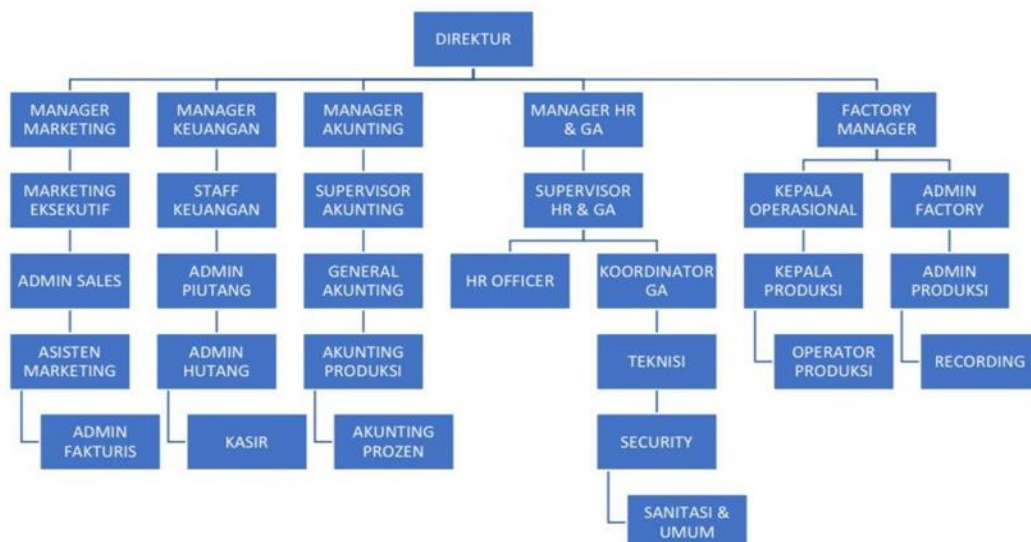 DIREKTUR
MANAGER
MARKETING
MANAGER
KEUANGAN
MANAGER
AKUNTING
MANAGER HR
& GA
FACTORY
MANAGER
MARKETING
EKSEKUTIF
STAFF
KEUANGAN
SUPERVISOR
AKUNTING
SUPERVISOR
HR & GA
KEPALA
OPERASIONAL
ADMIN
FACTORY
ADMIN SALES
ADMIN
PIUTANG
GENERAL
AKUNTING
HR OFFICER
KOORDINATOR
GA
KEPALA
PRODUKSI
ADMIN
PRODUKSI
ASISTEN
MARKETING
ADMIN
HUTANG
AKUNTING
PRODUKSI
TEKNISI
OPERATOR
PRODUKSI
RECORDING
ADMIN
FAKTURIS
KASIR
AKUNTING
PROZEN
SECURITY
SANITASI &
UMUM